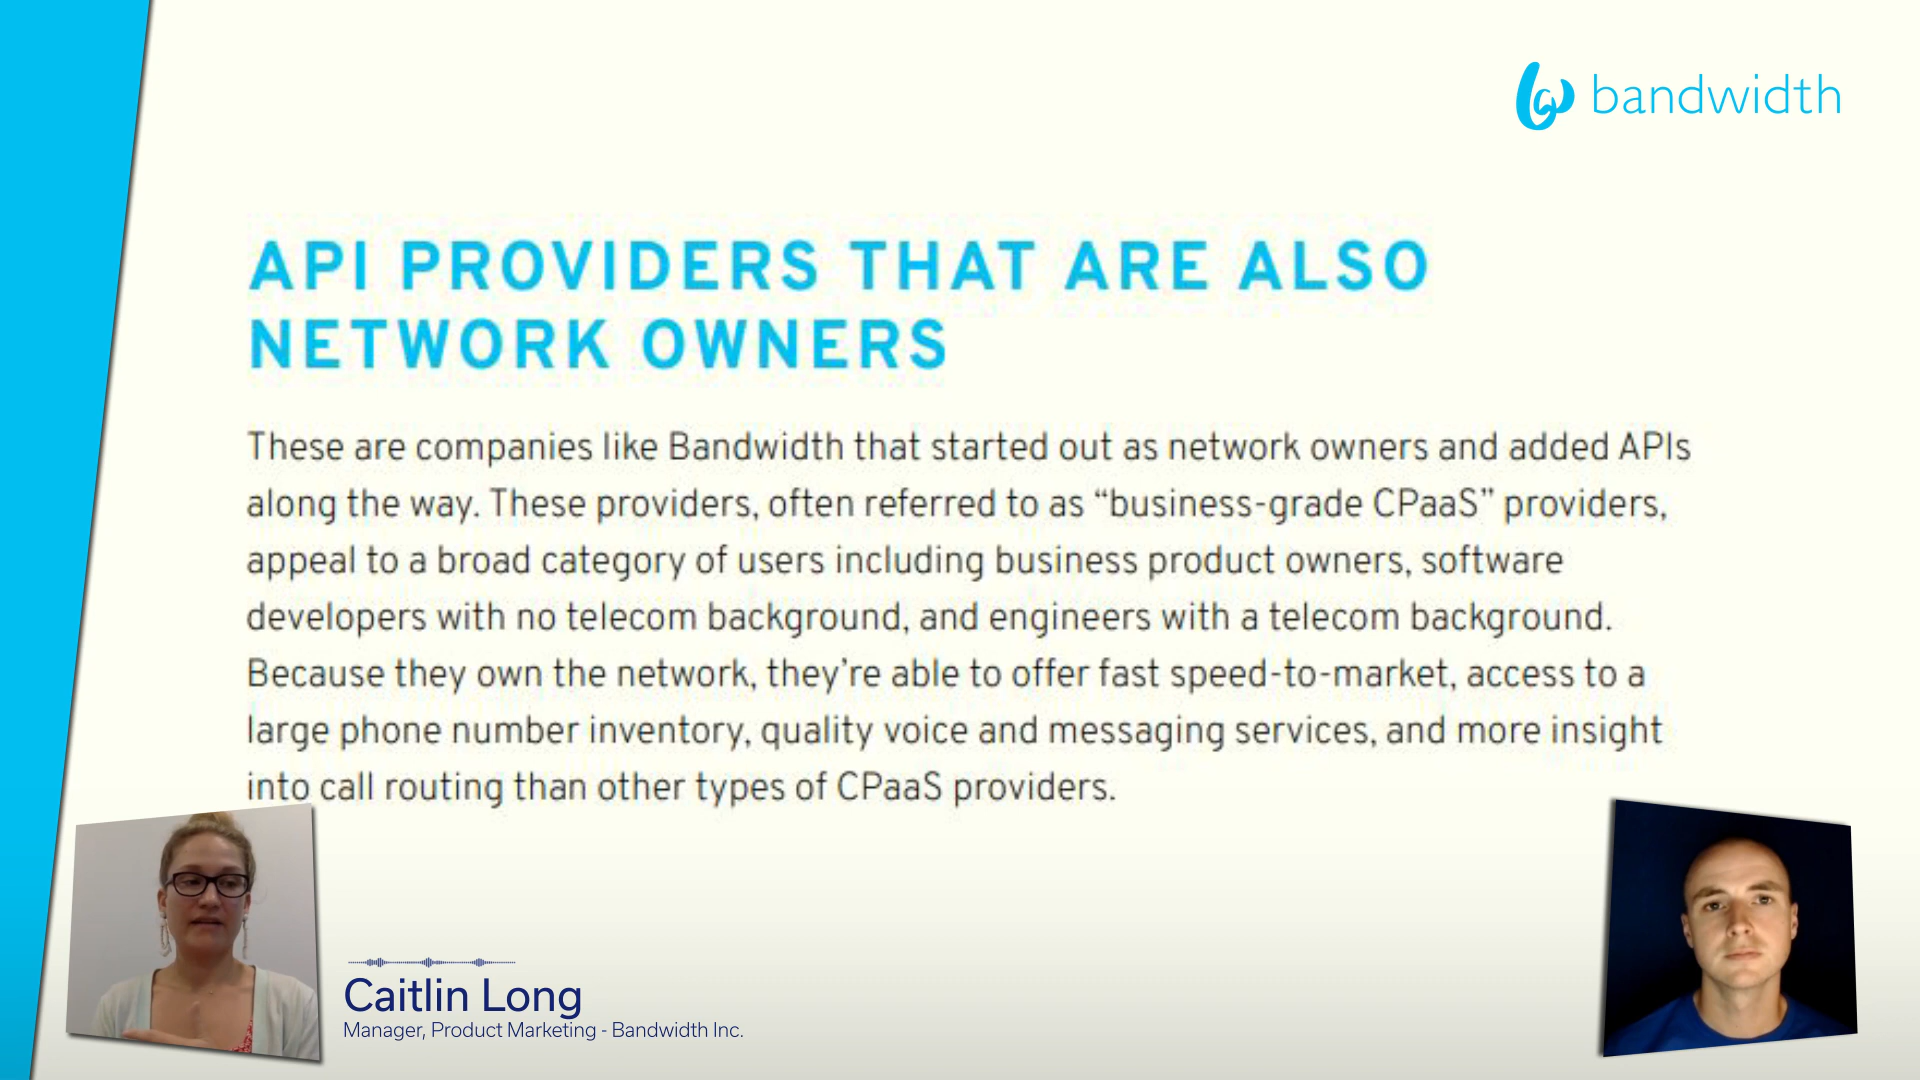 bandwidth
API PROVIDERS THAT ARE ALSO
NETWORK OWNERS
These are companies like Bandwidth that started out as network owners and added APIs
along the way. These providers, often referred to as “business-grade CPaaS” providers,
appeal to a broad category of users including business product owners, software
developers with no telecom background, and engineers with a telecom background.
Because they own the network, they’re able to offer fast speed-to-market, access to a
large phone number inventory, quality voice and messaging services, and more insight
into call routing than other types of CPaaS providers.
Caitlin Long
Manager, Product Marketing - Bandwidth Inc.